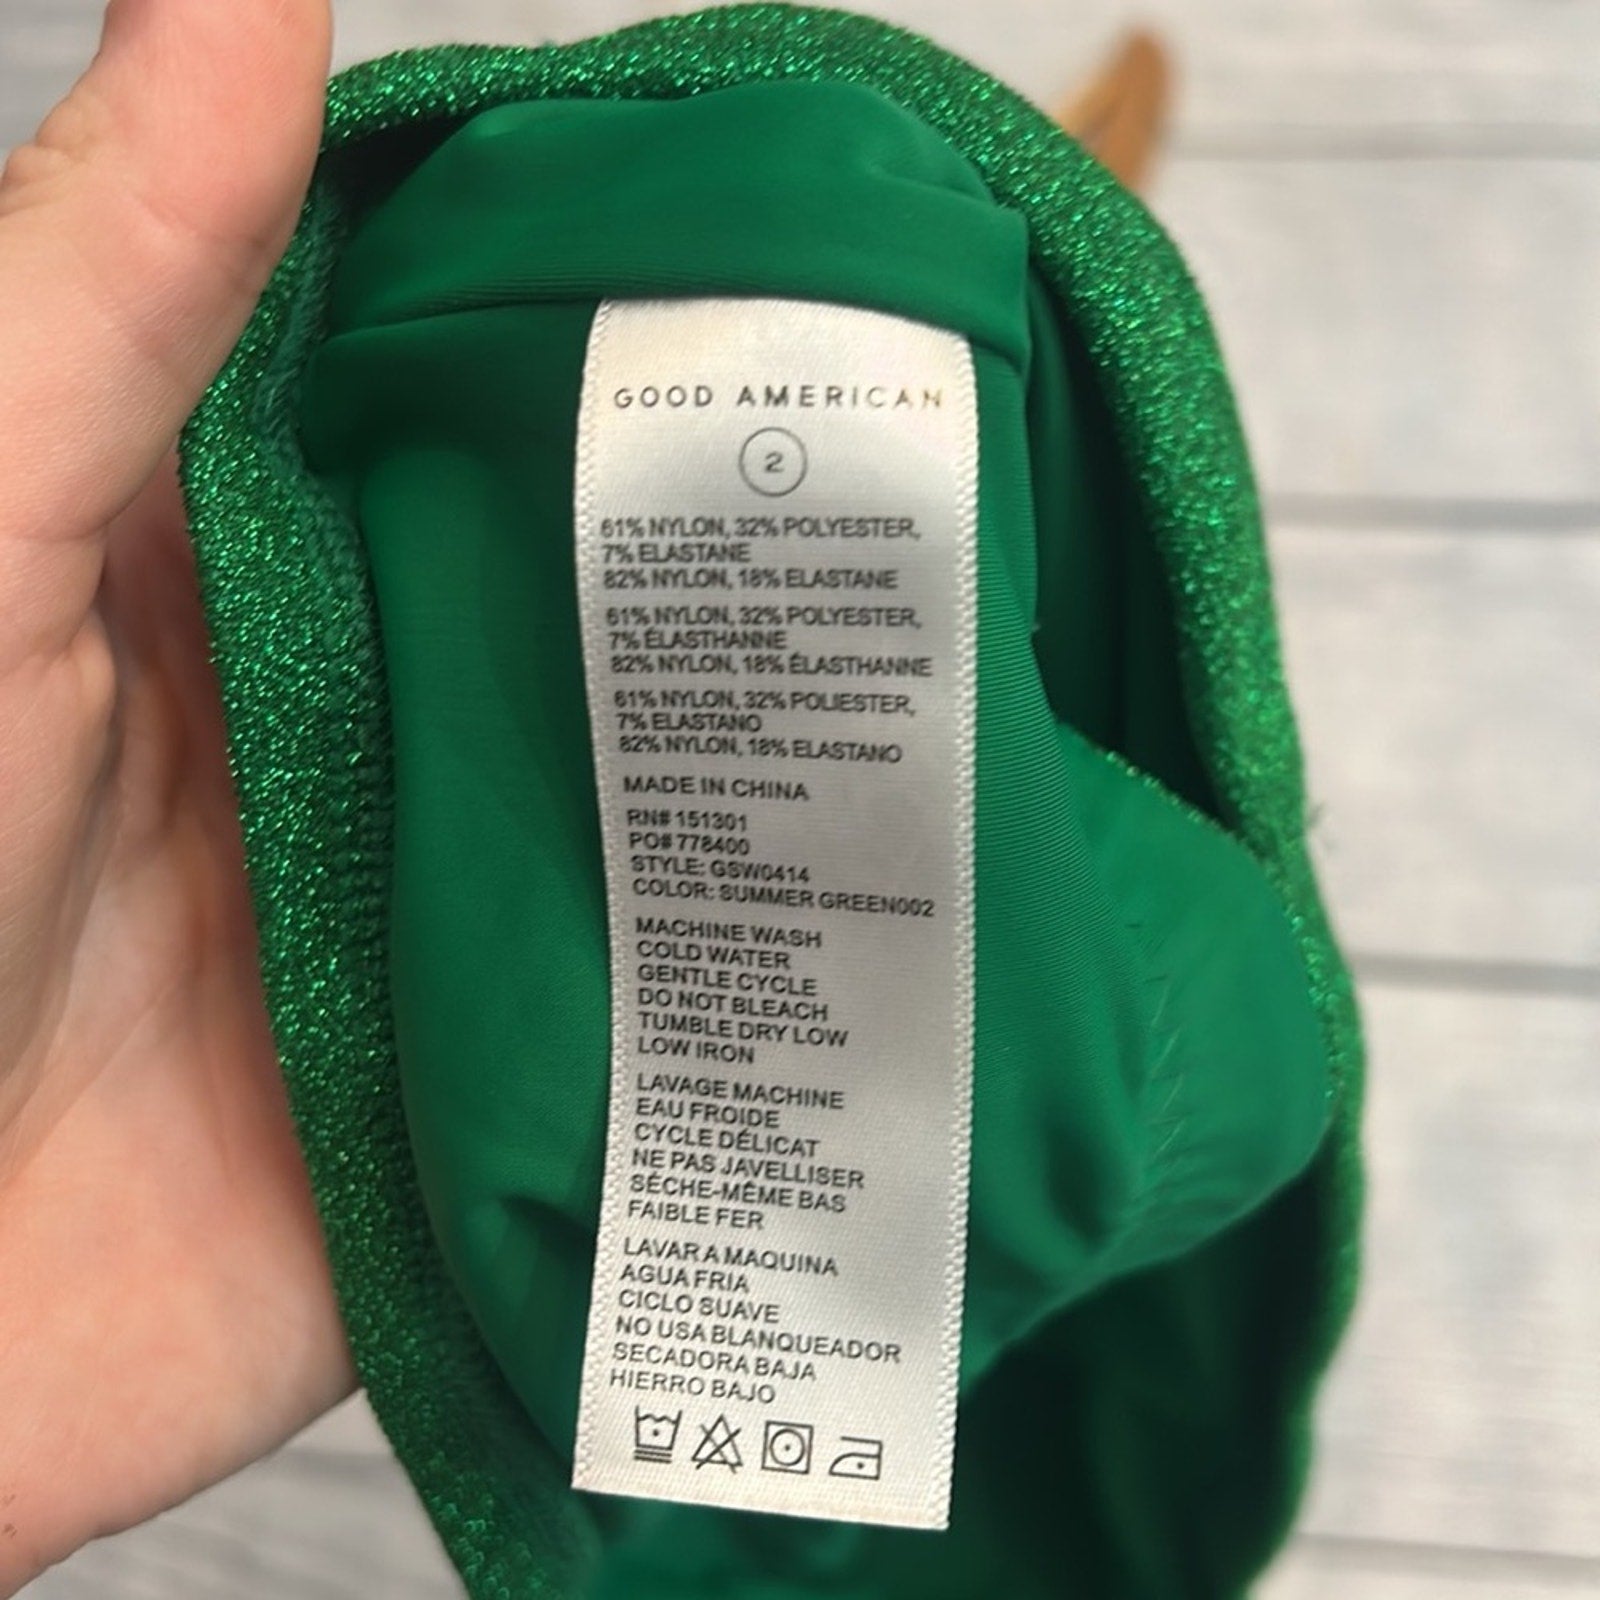 GOOD AMERICAN
2
61% NYLON, 32% POLYESTER,
7% ELASTANE
82% NYLON, 18% ELASTANE
61% NYLON, 32% POLYESTER,
7% ÉLASTHANNE
82% NYLON, 18% ÉLASTHANNE
61% NYLON, 32% POLIESTER,
7% ELASTANO
82% NYLON, 18% ELASTANO
MADE IN CHINA
RN# 151301
PO# 778400
STYLE: GSW0414
COLOR: SUMMER GREEN002
MACHINE WASH
COLD WATER
GENTLE CYCLE
DO NOT BLEACH
TUMBLE DRY LOW
LOW IRON
LAVAGE MACHINE
EAU FROIDE
CYCLE DÉLICAT
NE PAS JAVELLISER
SÉCHE-MÊME BAS
FAIBLE FER
LAVAR A MAQUINA
AGUA FRIA
CICLO SUAVE
NO USA BLANQUEADOR
SECADORA BAJA
HIERRO BAJO